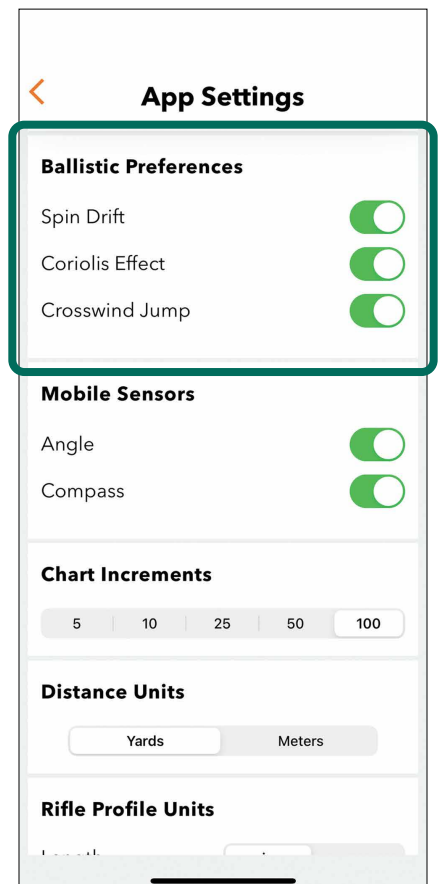 App Settings
Ballistic Preferences
Spin Drift
Coriolis Effect
Crosswind Jump
Mobile Sensors
Angle
Compass
Chart Increments
5 10 25 50 100
Distance Units
Yards Meters
Rifle Profile Units